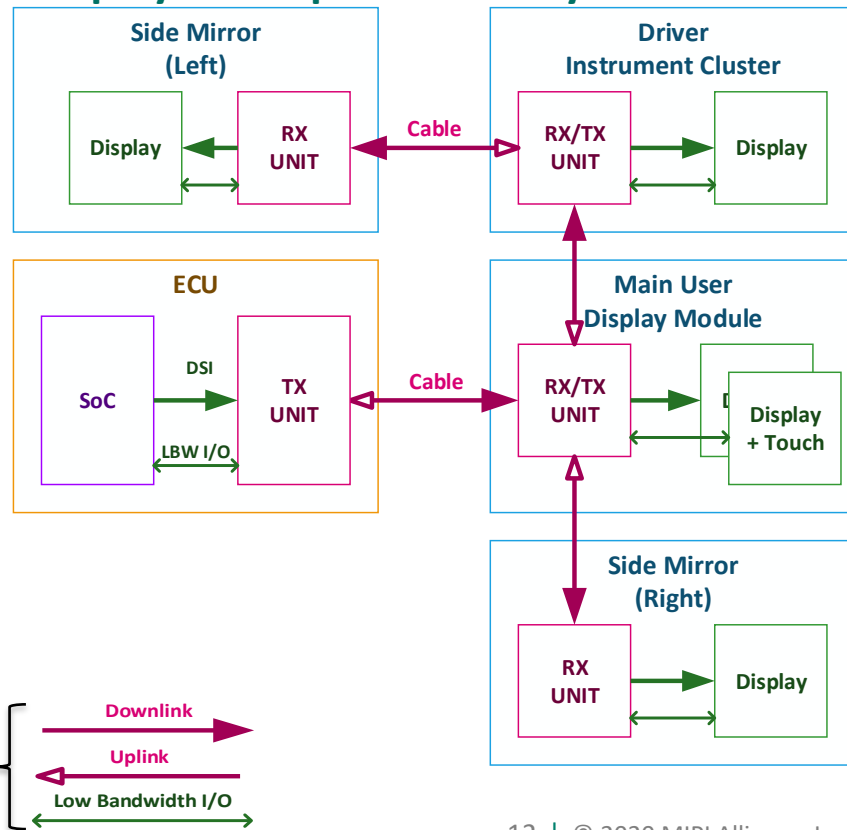 Side Mirror
(Left)
Display
RX
UNIT
Cable
Driver
Instrument Cluster
RX/TX
UNIT
Display
ECU
SoC
DSI
LBW I/O
TX
UNIT
Cable
Main User
Display Module
RX/TX
UNIT
Display
+ Touch
Side Mirror
(Right)
RX
UNIT
Display
Downlink
Uplink
Low Bandwidth I/O